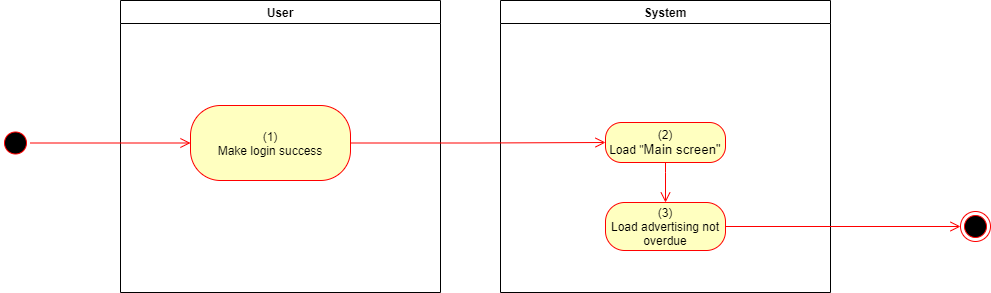 User
System
(1)
Make login success
(2)
Load "Main screen"
(3)
Load advertising not
overdue